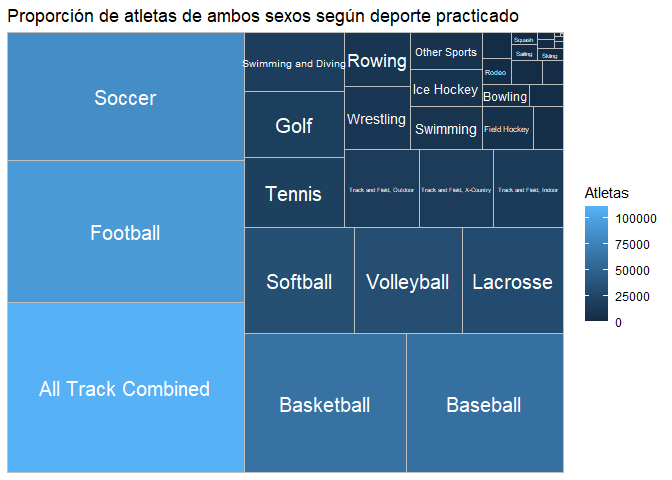 Proporción de atletas de ambos sexos según deporte practicado
Soccer
Football
All Track Combined
Swimming and Diving
Golf
Tennis
Rowing
Wrestling
Other Sports
Ice Hockey
Swimming
Squash
Sailing
Skiing
Rodeo
Bowling
Field Hockey
Track and Field, Outdoor
Track and Field, X-Country
Track and Field, Indoor
Softball
Volleyball
Lacrosse
Basketball
Baseball
Atletas
100000
75000
50000
25000
0